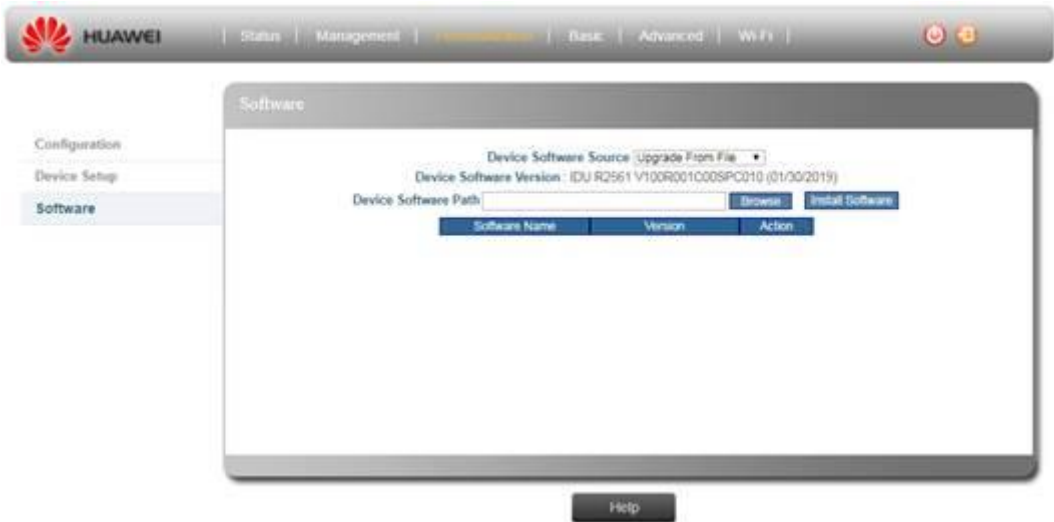 HUAWEI
Status | Management | | Basic | Advanced | Wi-Fi |
Software
Configuration
Device Setup
Software
Device Software Source Upgrade From File
Device Software Version : IDU R2561 V100R001C00SPC010 (01/30/2019)
Device Software Path Browse Install Software
Software Name Version Action
Help